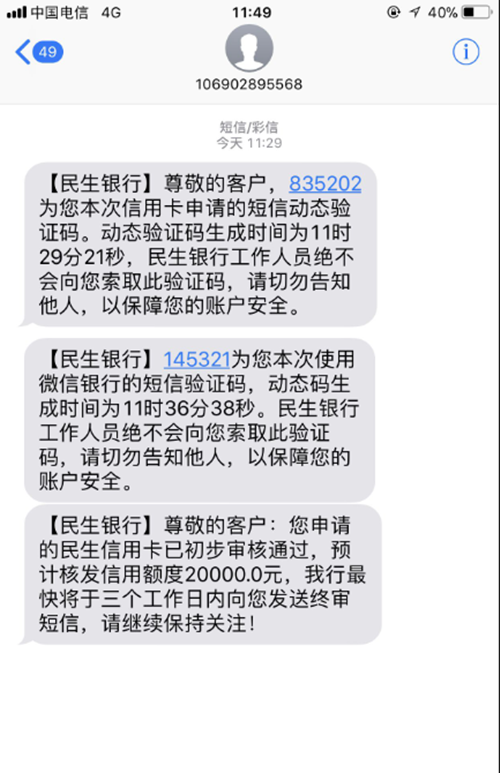 中国电信 4G 11:49 40%
49
106902895568
短信/彩信
今天 11:29
【民生银行】尊敬的客户，835202
为您本次信用卡申请的短信动态验
证码。动态验证码生成时间为11时
29分21秒，民生银行工作人员绝不
会向您索取此验证码，请切勿告知
他人，以保障您的账户安全。
【民生银行】145321为您本次使用
微信银行的短信验证码，动态码生
成时间为11时36分38秒。民生银行
工作人员绝不会向您索取此验证
码，请切勿告知他人，以保障您的
账户安全。
【民生银行】尊敬的客户：您申请
的民生信用卡已初步审核通过，预
计核发信用额度20000.0元，我行最
快将于三个工作日内向您发送终审
短信，请继续保持关注！